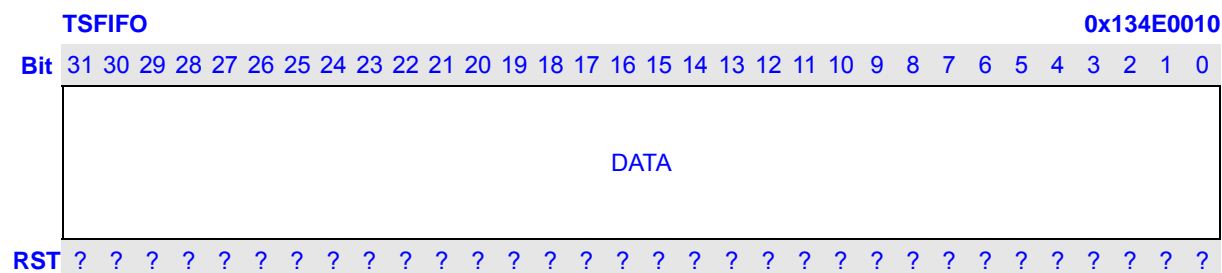 TSFIFO 0x134E0010
Bit 31 30 29 28 27 26 25 24 23 22 21 20 19 18 17 16 15 14 13 12 11 10 9 8 7 6 5 4 3 2 1 0
DATA
RST ? ? ? ? ? ? ? ? ? ? ? ? ? ? ? ? ? ? ? ? ? ? ? ? ? ? ? ? ? ? ? ?